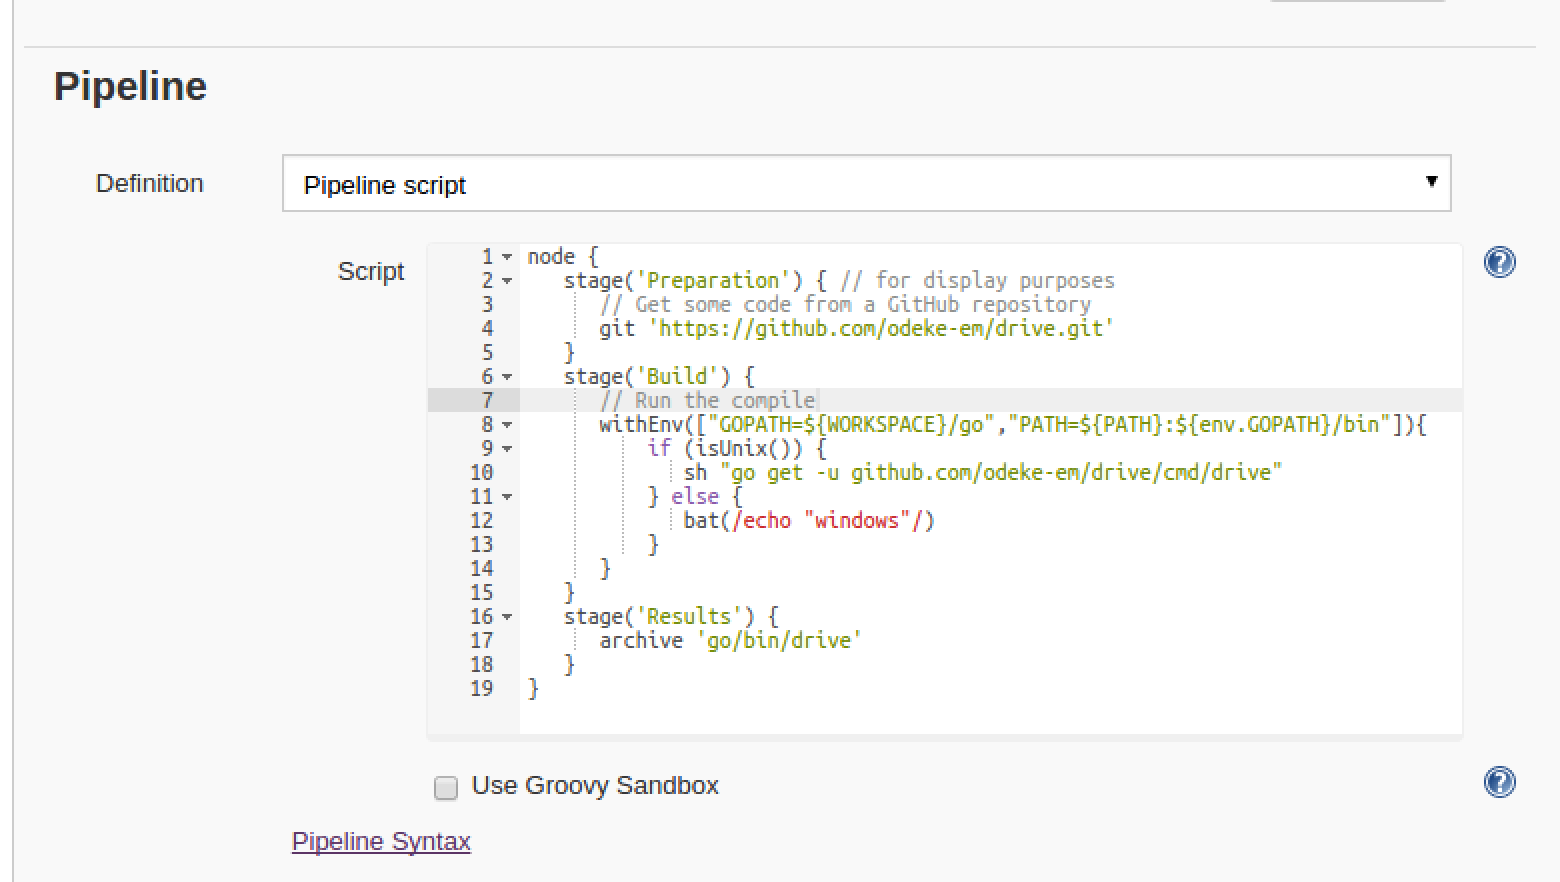 Pipeline
Definition
Pipeline script
Script
1 node {
2 stage('Preparation') { // for display purposes
3 // Get some code from a GitHub repository
4 git 'https://github.com/odeke-em/drive.git'
5 }
6 stage('Build') {
7 // Run the compile
8 withEnv(["GOPATH=${WORKSPACE}/go","PATH=${PATH}:${env.GOPATH}/bin"]){
9 if (isUnix()) {
10 sh "go get -u github.com/odeke-em/drive/cmd/drive"
11 } else {
12 bat(/echo "windows"/)
13 }
14 }
15 }
16 stage('Results') {
17 archive 'go/bin/drive'
18 }
19 }
Use Groovy Sandbox
Pipeline Syntax